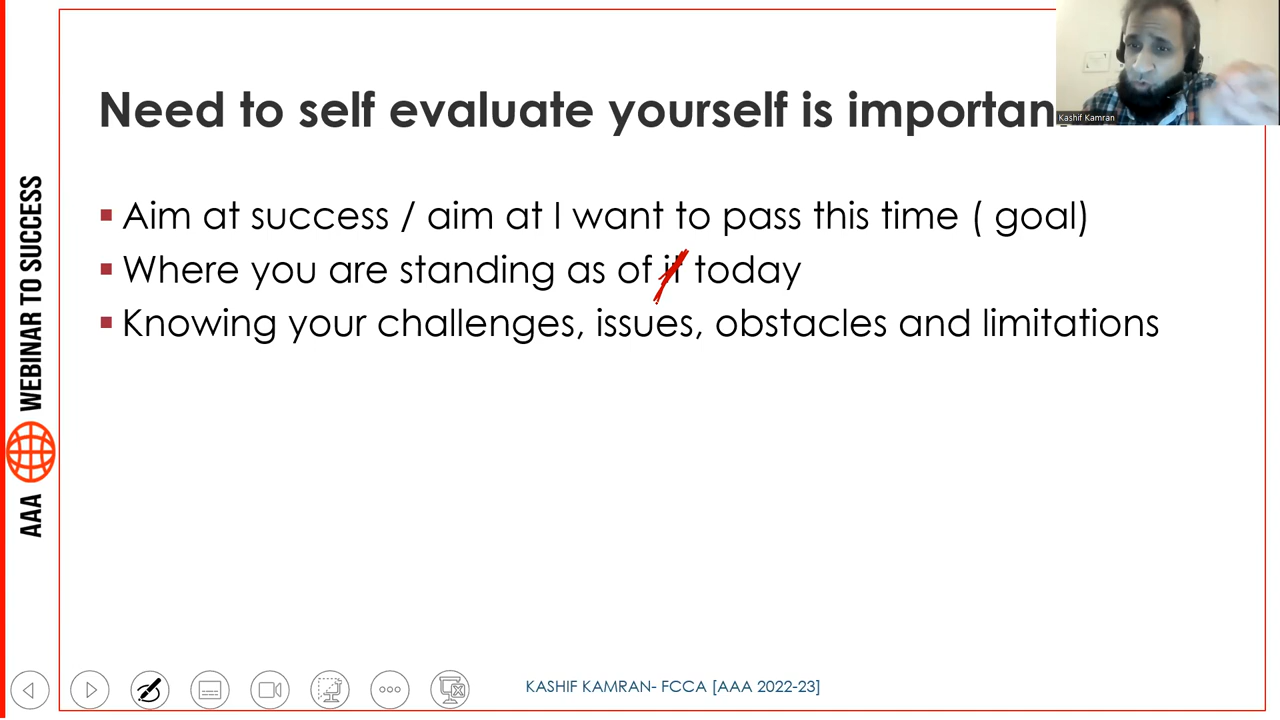 Need to self evaluate yourself is importan
Kashif Kamran
Aim at success / aim at I want to pass this time ( goal)
Where you are standing as of it today
Knowing your challenges, issues, obstacles and limitations
AAA WEBINAR TO SUCCESS
KASHIF KAMRAN- FCCA [AAA 2022-23]